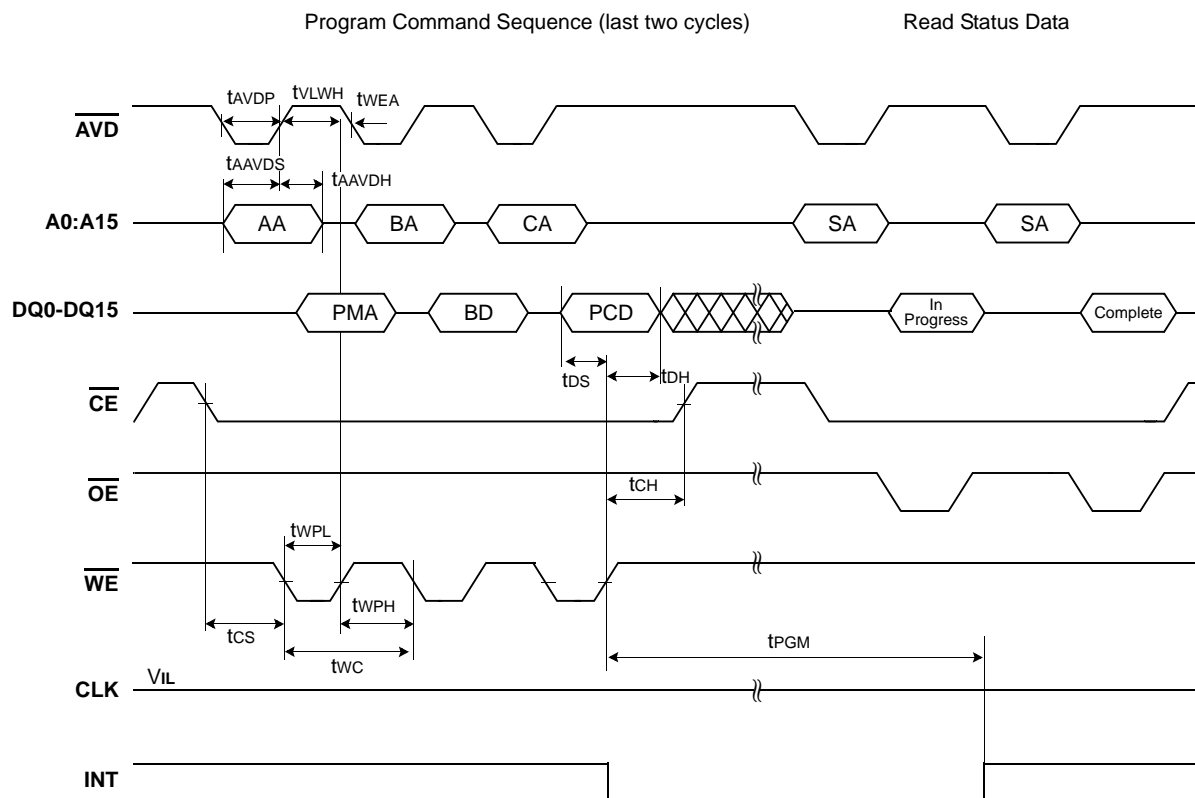 Program Command Sequence (last two cycles) Read Status Data
tAVDP tVLWH tWEA
AVD
tAAVDS tAAVDH
A0:A15 AA BA CA SA SA
DQ0-DQ15 PMA BD PCD In Progress Complete
tDS tDH
CE
tCH
OE
tWPL
WE
tWPH
tCS
tWC tPGM
VIL
CLK
INT